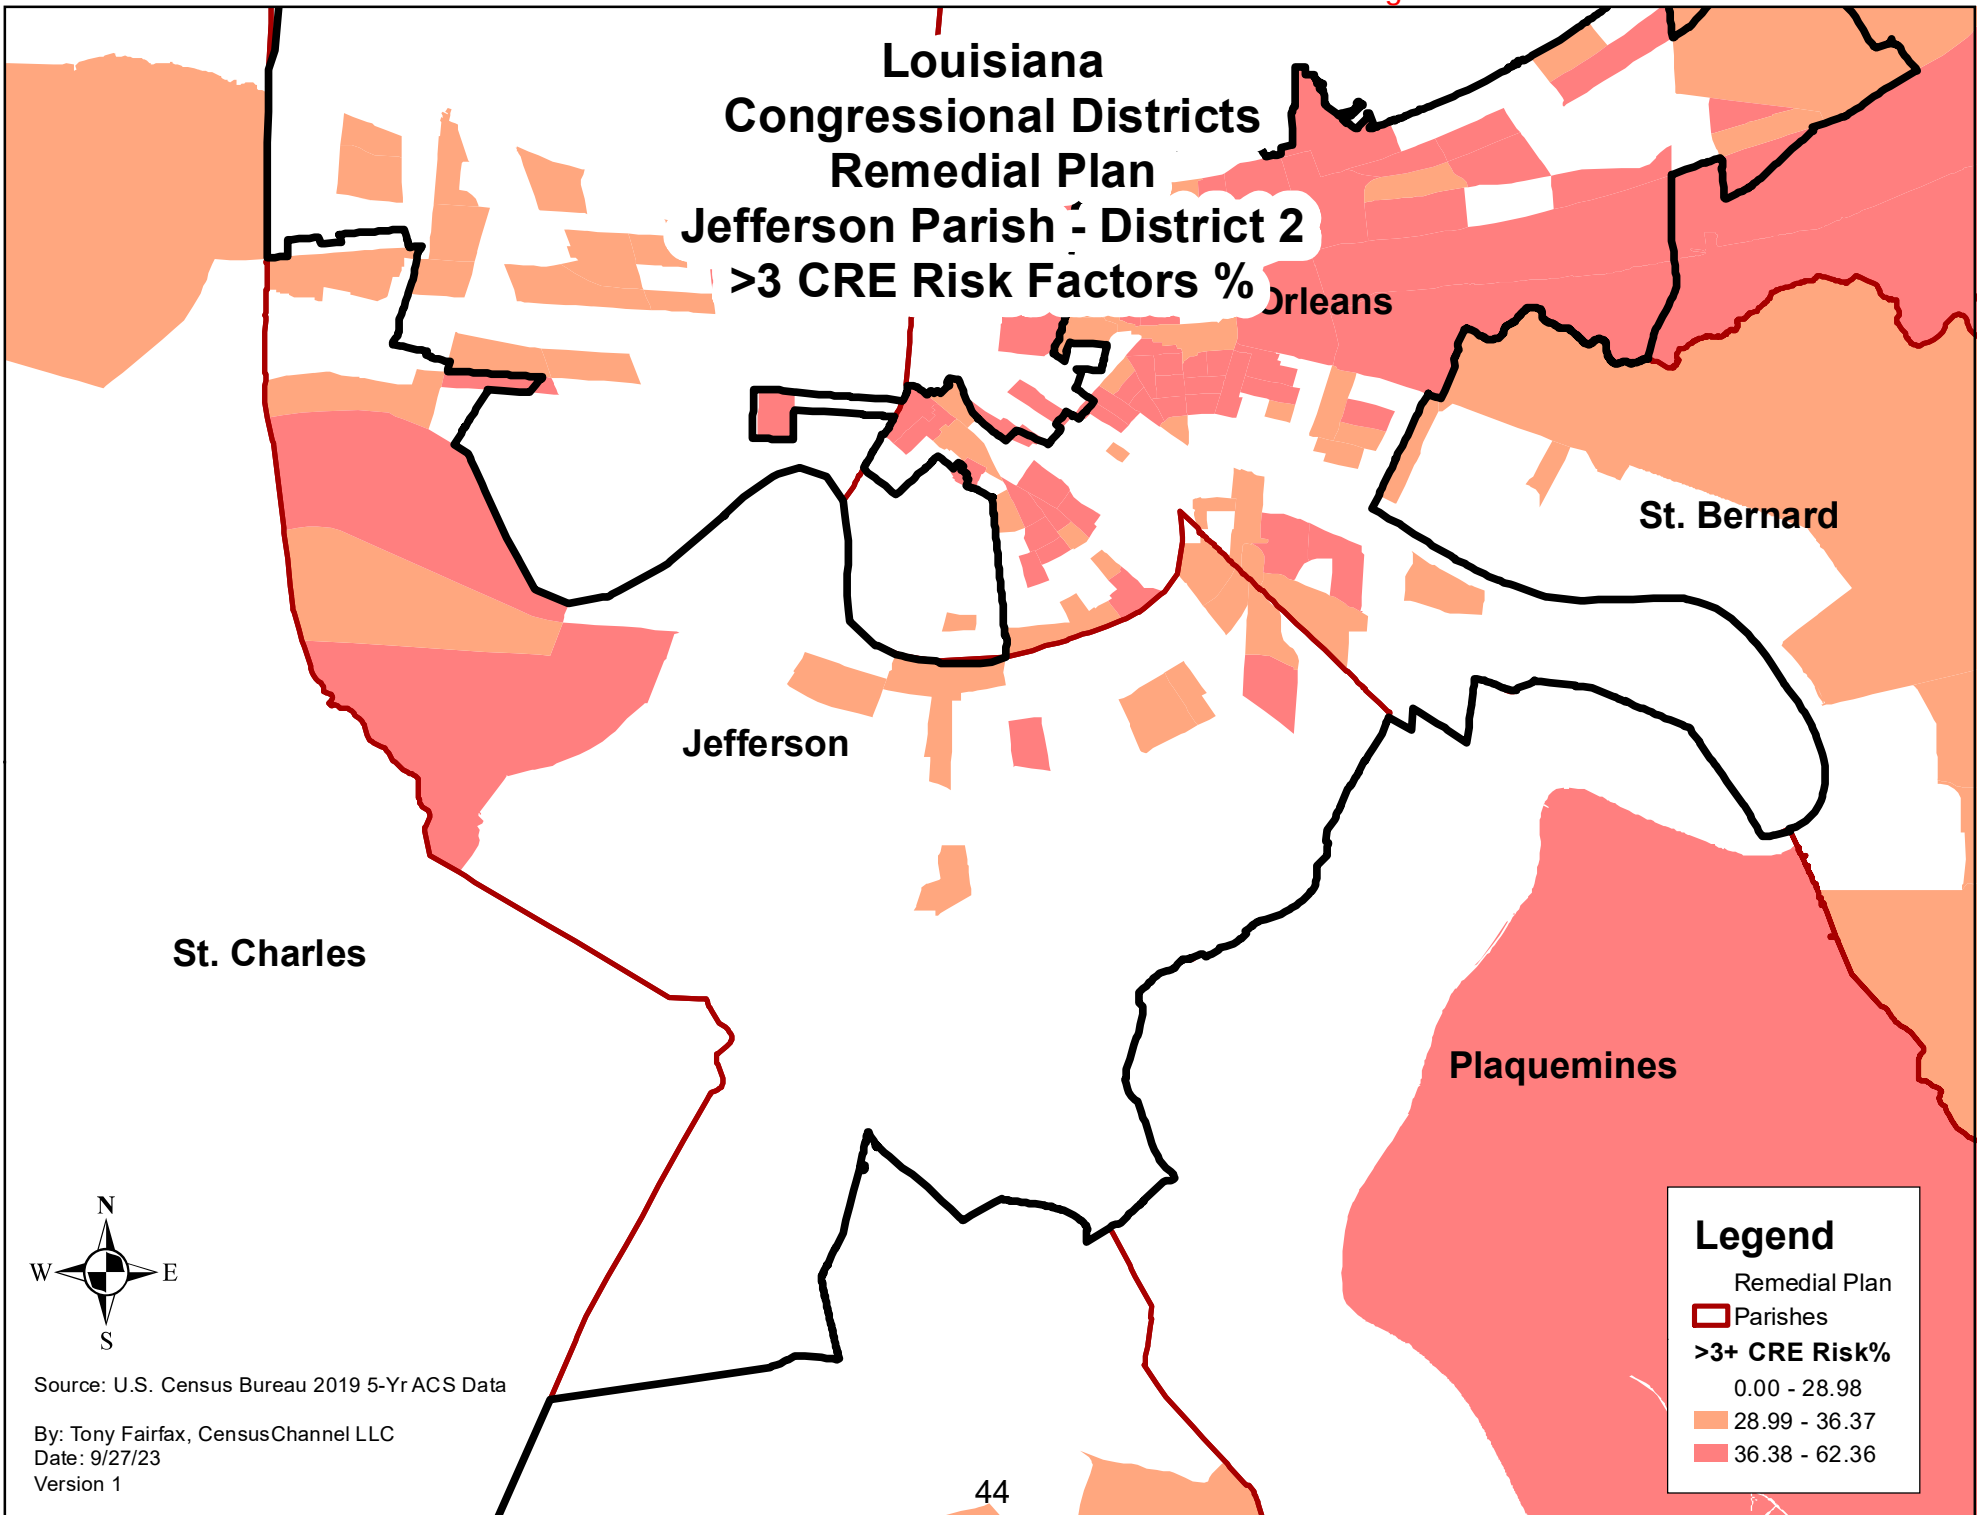 Louisiana
Congressional Districts
Remedial Plan
Jefferson Parish - District 2
>3 CRE Risk Factors %
Orleans
St. Bernard
Jefferson
St. Charles
Plaquemines
N
W E
S
Legend
Remedial Plan
Parishes
>3+ CRE Risk%
0.00 - 28.98
28.99 - 36.37
36.38 - 62.36
Source: U.S. Census Bureau 2019 5-Yr ACS Data
By: Tony Fairfax, CensusChannel LLC
Date: 9/27/23
Version 1
44